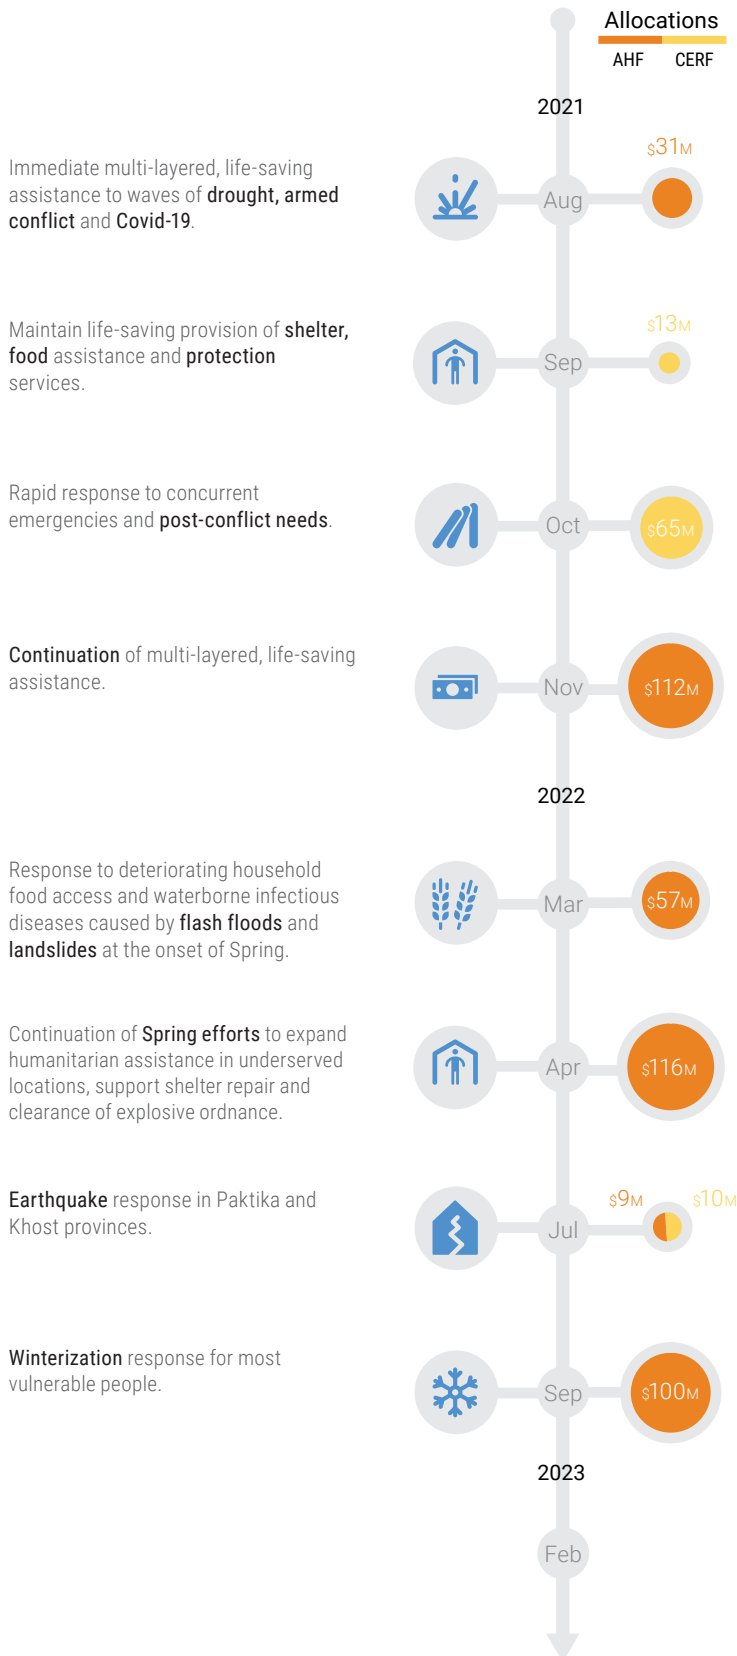 Allocations
AHF CERF
2021
$31M
Immediate multi-layered, life-saving
assistance to waves of drought, armed
conflict and Covid-19.
Aug
$13M
Maintain life-saving provision of shelter,
food assistance and protection
services.
Sep
Rapid response to concurrent
emergencies and post-conflict needs.
Oct
$65M
Continuation of multi-layered, life-saving
assistance.
Nov
$112M
2022
Response to deteriorating household
food access and waterborne infectious
diseases caused by flash floods and
landslides at the onset of Spring.
Mar
$57M
Continuation of Spring efforts to expand
humanitarian assistance in underserved
locations, support shelter repair and
clearance of explosive ordnance.
Apr
$116M
Earthquake response in Paktika and
Khost provinces.
Jul
$9M $10M
Winterization response for most
vulnerable people.
Sep
$100M
2023
Feb